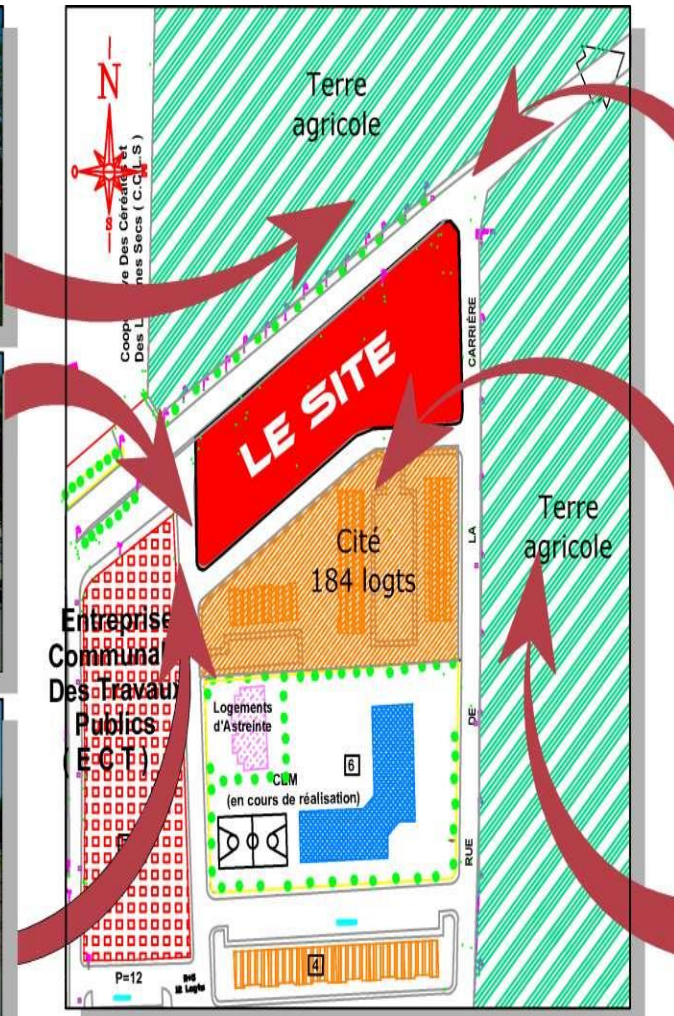 N
O
E
S
Coopérative Des Céréales et
Des Légumes Secs ( C.C.L.S )
Terre
agricole
CARRIÈRE
LE SITE
Terre
agricole
LA
Cité
184 logts
Entreprise
Communale
Des Travaux
Publics
( E.C.T )
Logements
d'Astreinte
DE
6
CEM
(en cours de réalisation)
RUE
4
P=12